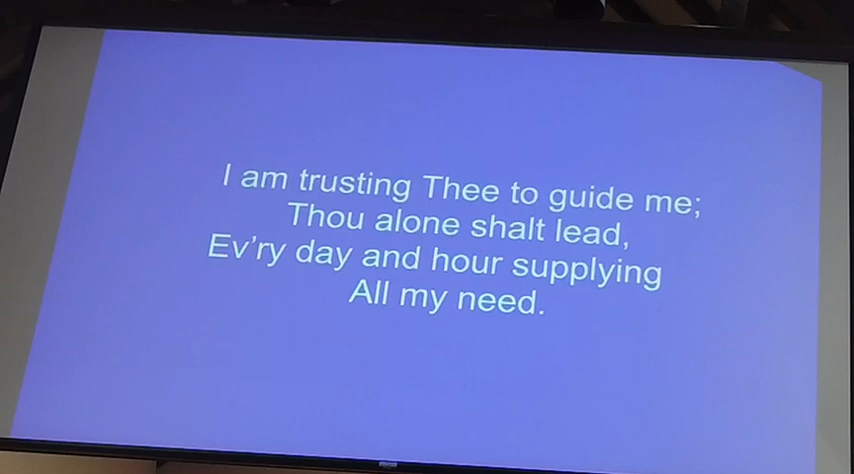 I am trusting Thee to guide me;
Thou alone shalt lead,
Ev’ry day and hour supplying
All my need.